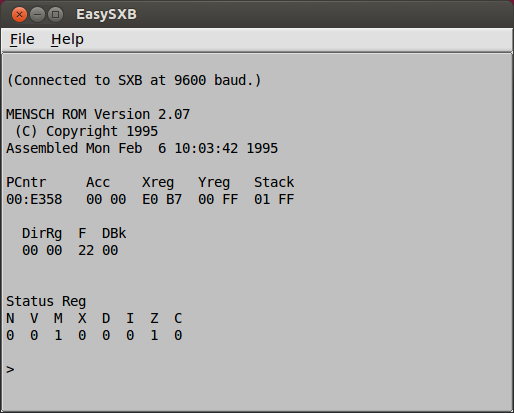 EasySXB
File Help
(Connected to SXB at 9600 baud.)
MENSCH ROM Version 2.07
(C) Copyright 1995
Assembled Mon Feb  6 10:03:42 1995
PCntr     Acc    Xreg   Yreg   Stack
00:E358   00 00  E0 B7  00 FF  01 FF
DirRg  F  DBk
00 00  22 00
Status Reg
N  V  M  X  D  I  Z  C
0  0  1  0  0  0  1  0
>